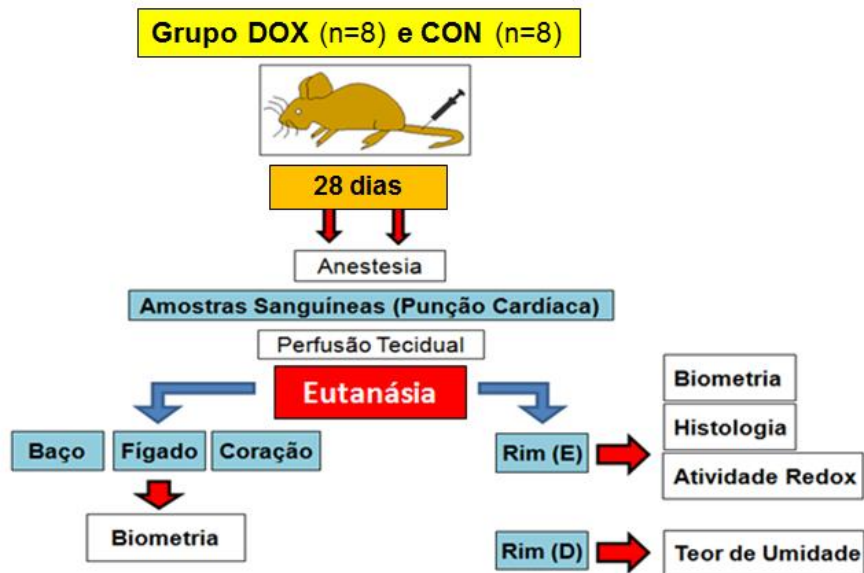 Grupo DOX (n=8) e CON (n=8)
28 dias
Anestesia
Amostras Sanguíneas (Punção Cardíaca)
Perfusão Tecidual
Eutanásia
Baço
Fígado
Coração
Biometria
Rim (E)
Biometria
Histologia
Atividade Redox
Rim (D)
Teor de Umidade